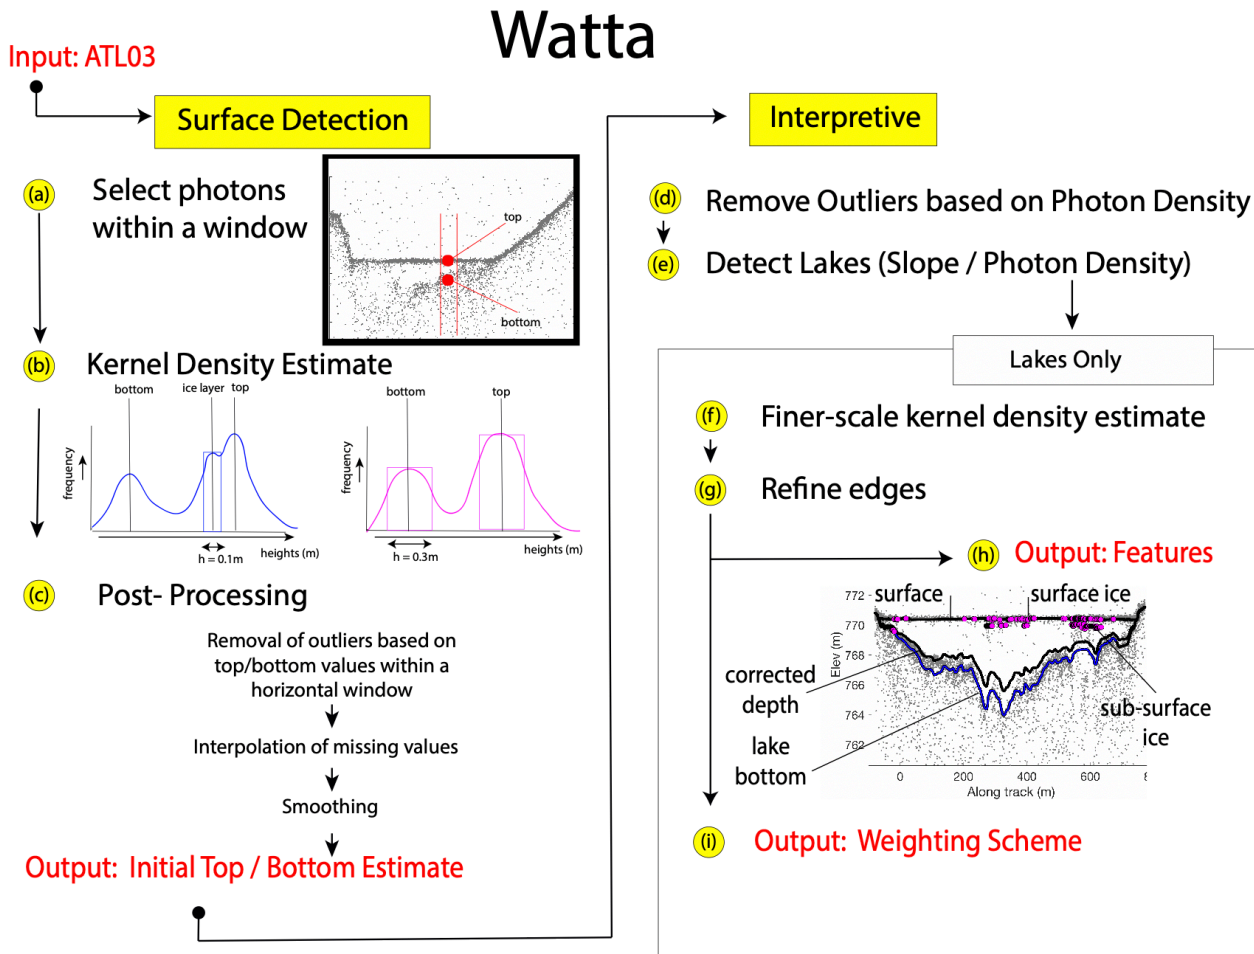 Watta
Input: ATL03
Surface Detection
(a)
Select photons
within a window
top
bottom
(b)
Kernel Density Estimate
bottom
ice layer
top
frequency
h = 0.1m
heights (m)
bottom
top
frequency
h = 0.3m
heights (m)
(c)
Post- Processing
Removal of outliers based on
top/bottom values within a
horizontal window
Interpolation of missing values
Smoothing
Output: Initial Top / Bottom Estimate
Interpretive
(d)
Remove Outliers based on Photon Density
(e)
Detect Lakes (Slope / Photon Density)
Lakes Only
(f)
Finer-scale kernel density estimate
(g)
Refine edges
(h)
Output: Features
surface
surface ice
772
770
768
766
764
762
Elev (m)
corrected
depth
lake
bottom
sub-surface
ice
0
200
400
600
8
Along track (m)
(i)
Output: Weighting Scheme